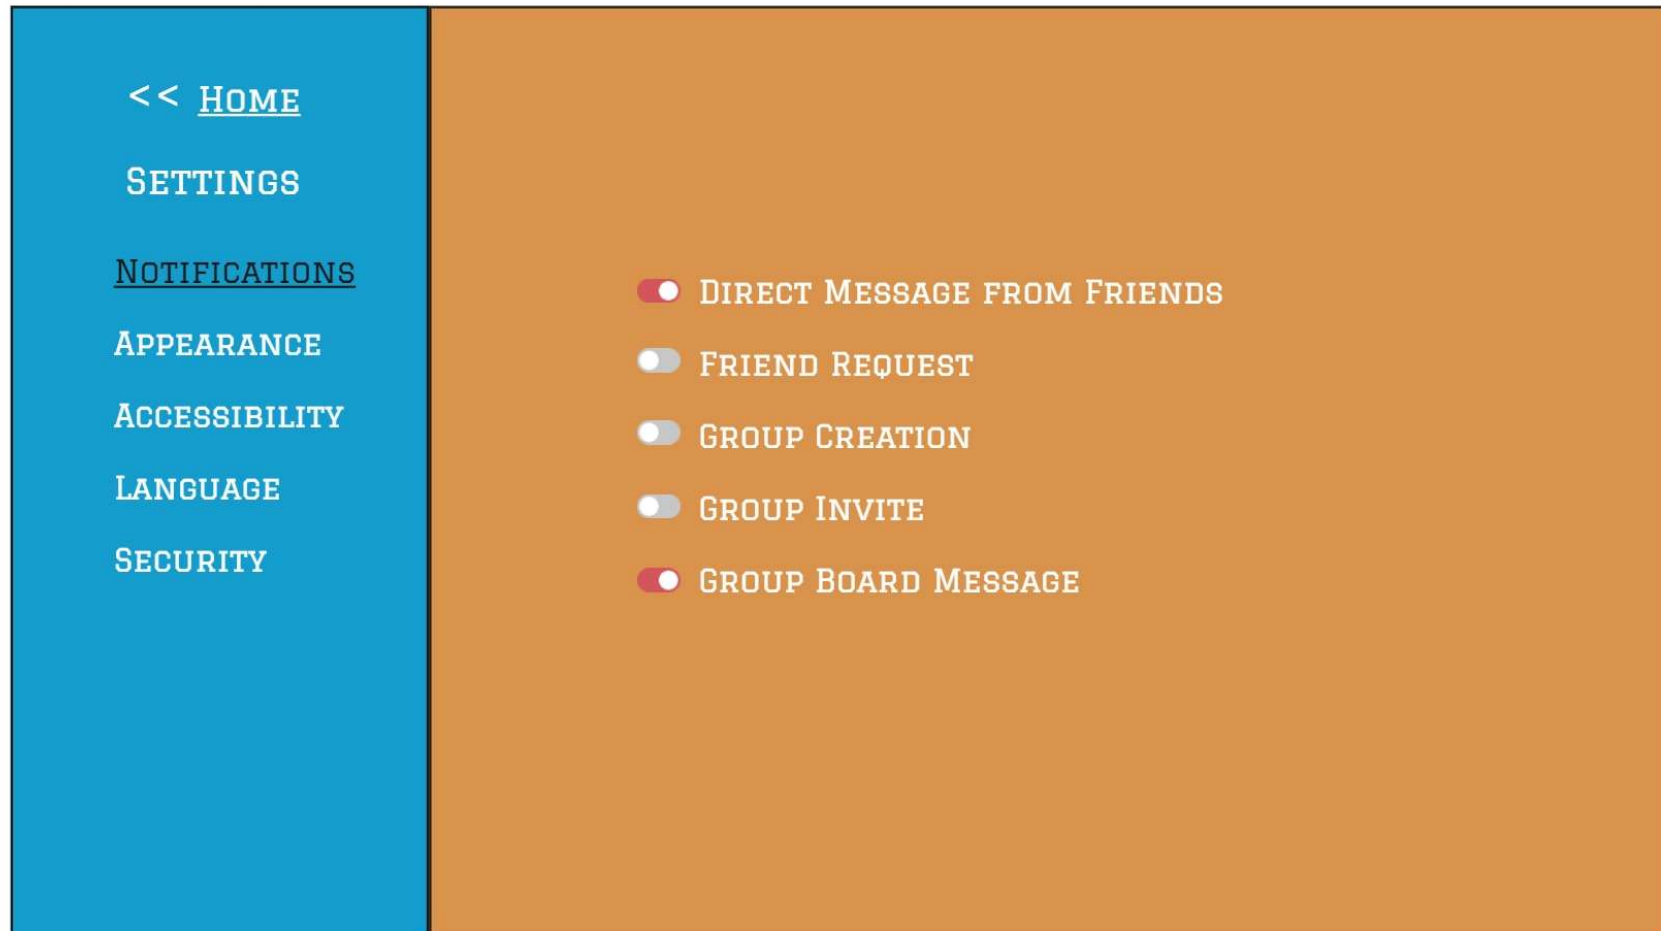 << Home
Settings
Notifications
Appearance
Accessibility
Language
Security
Direct Message from Friends
Friend Request
Group Creation
Group Invite
Group Board Message